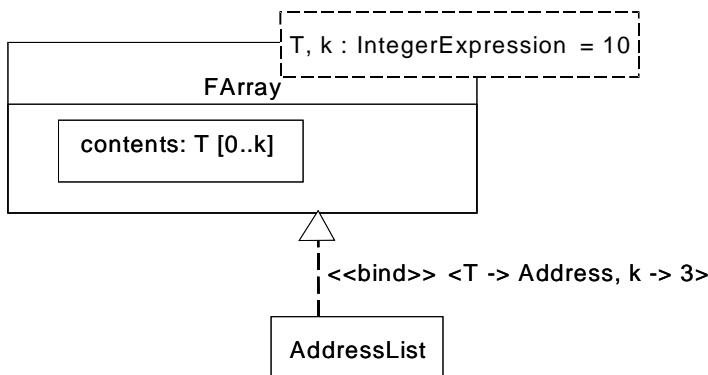 T, k : IntegerExpression = 10
FArray
contents: T [0..k]
<<bind>> <T -> Address, k -> 3>
AddressList